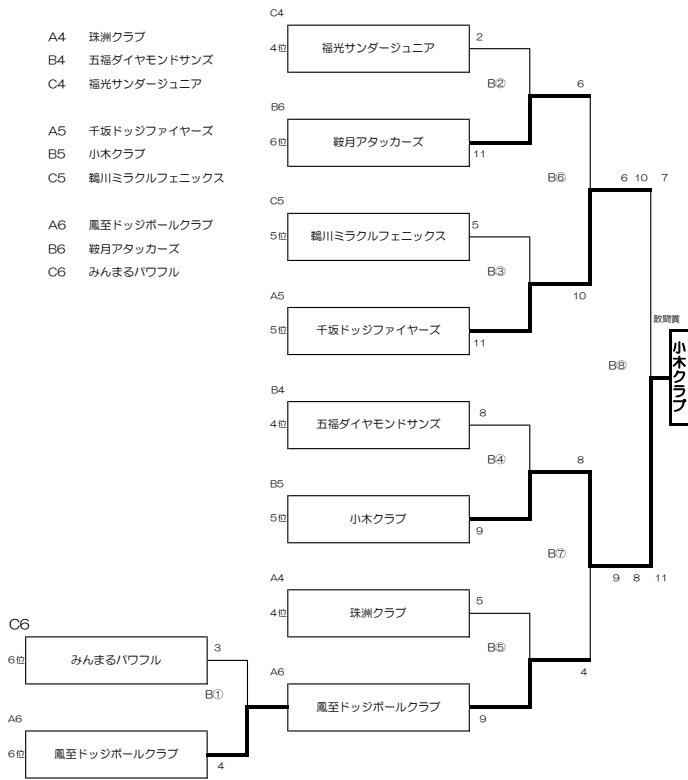 A4 珠洲クラブ
B4 五福ダイヤモンドサンズ
C4 福光サンダージュニア
A5 千坂ドッジファイヤーズ
B5 小木クラブ
C5 鵜川ミラクルフェニックス
A6 鳳至ドッジボールクラブ
B6 鞍月アタッカーズ
C6 みんまるパワフル
C4
4位 福光サンダージュニア 2
B②
6
B6
6位 鞍月アタッカーズ
11
B⑥
6 10 7
C5
5位 鵜川ミラクルフェニックス 5
B③
10
A5
5位 千坂ドッジファイヤーズ
11
敢闘賞
小木クラブ
B⑧
B4
4位 五福ダイヤモンドサンズ 8
B④
8
B5
5位 小木クラブ
9
B⑦
9 8 11
A4
4位 珠洲クラブ 5
B⑤
4
C6
6位 みんまるパワフル 3
B①
A6
鳳至ドッジボールクラブ
9
A6
6位 鳳至ドッジボールクラブ
4